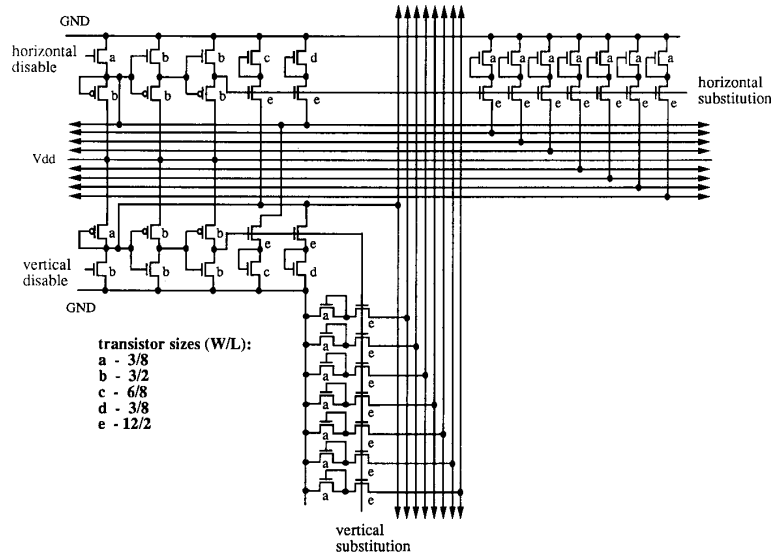 GND
horizontal
disable
a b b c d a a a a a a a
b b b e e e e e e e e e
horizontal
substitution
Vdd
a b b e e
vertical
disable
b b b c d
GND
a e
a e
a e
a e
a e
a e
a e
transistor sizes (W/L):
a - 3/8
b - 3/2
c - 6/8
d - 3/8
e - 12/2
vertical
substitution